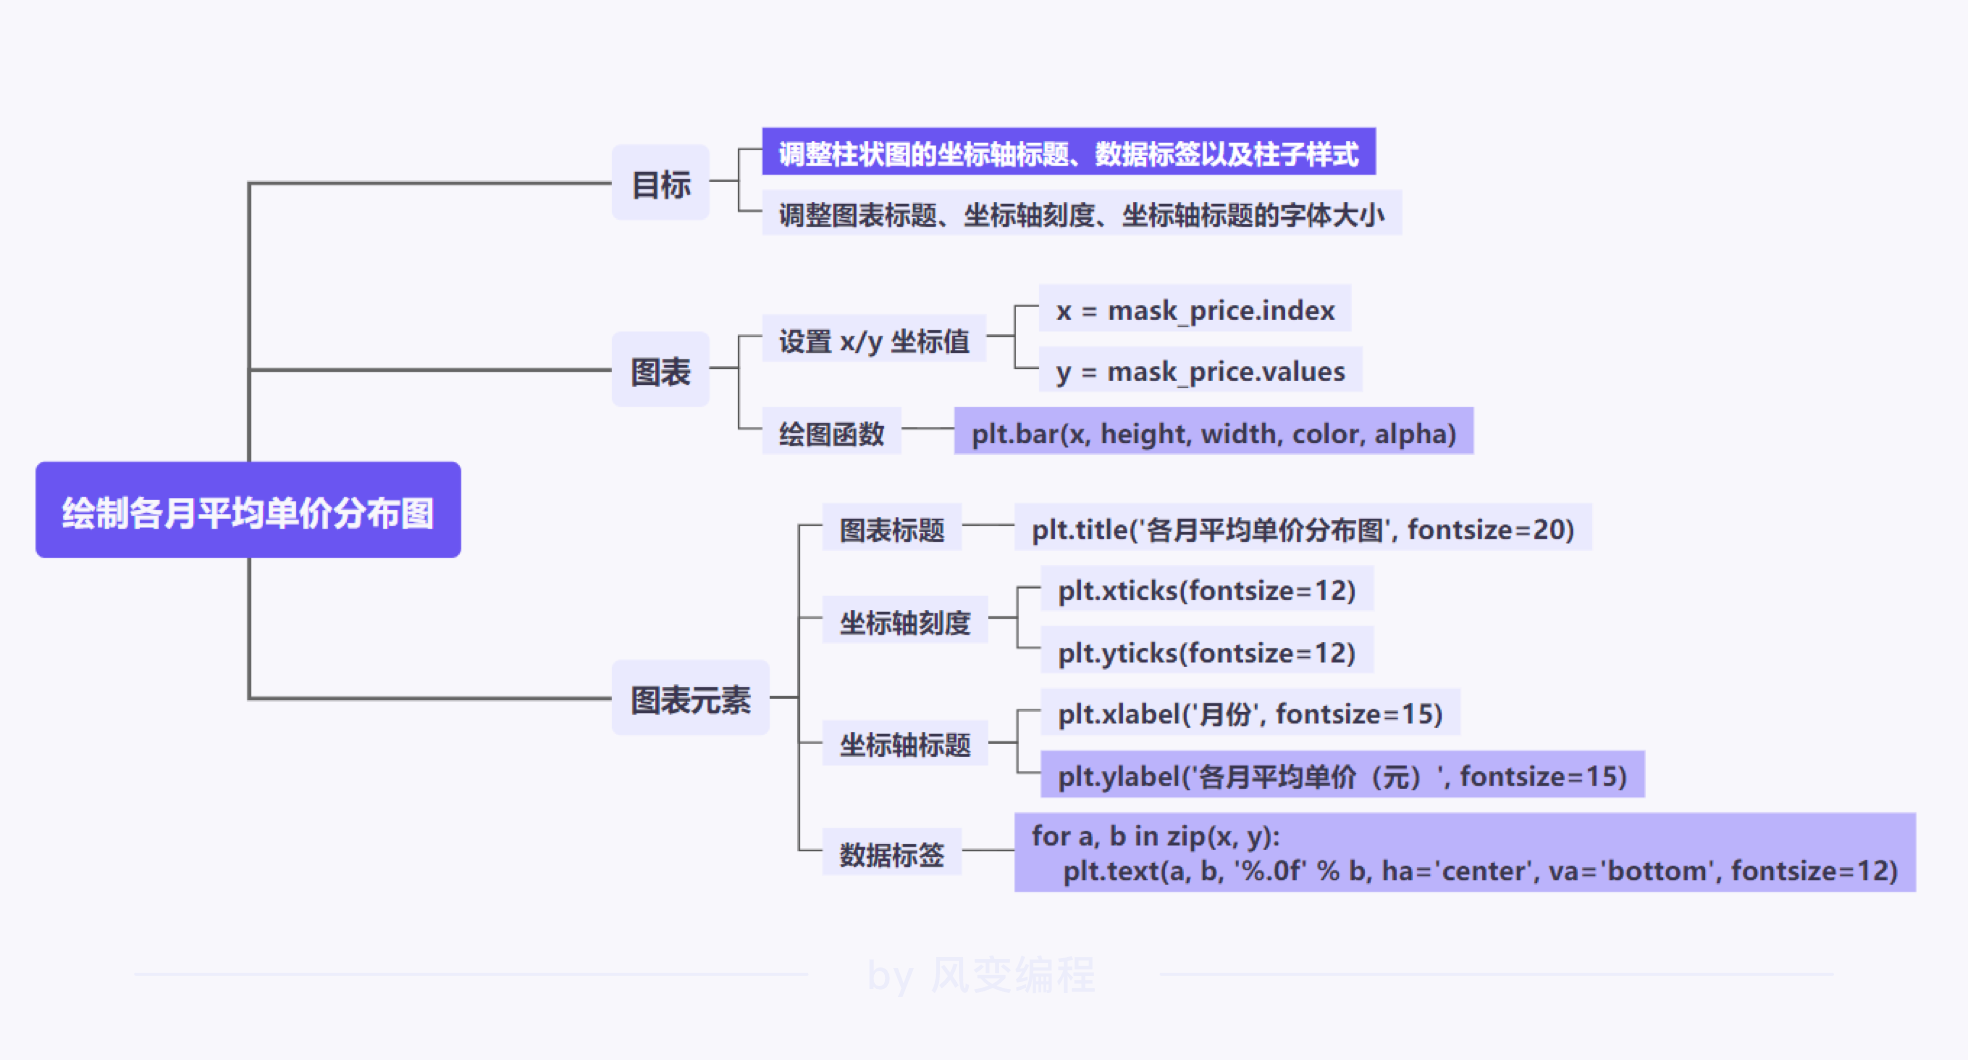 绘制各月平均单价分布图
目标
调整柱状图的坐标轴标题、数据标签以及柱子样式
调整图表标题、坐标轴刻度、坐标轴标题的字体大小
图表
设置 x/y 坐标值
x = mask_price.index
y = mask_price.values
绘图函数
plt.bar(x, height, width, color, alpha)
图表元素
图表标题
plt.title('各月平均单价分布图', fontsize=20)
坐标轴刻度
plt.xticks(fontsize=12)
plt.yticks(fontsize=12)
坐标轴标题
plt.xlabel('月份', fontsize=15)
plt.ylabel('各月平均单价（元）', fontsize=15)
数据标签
for a, b in zip(x, y):
plt.text(a, b, '%.0f' % b, ha='center', va='bottom', fontsize=12)
by 风变编程